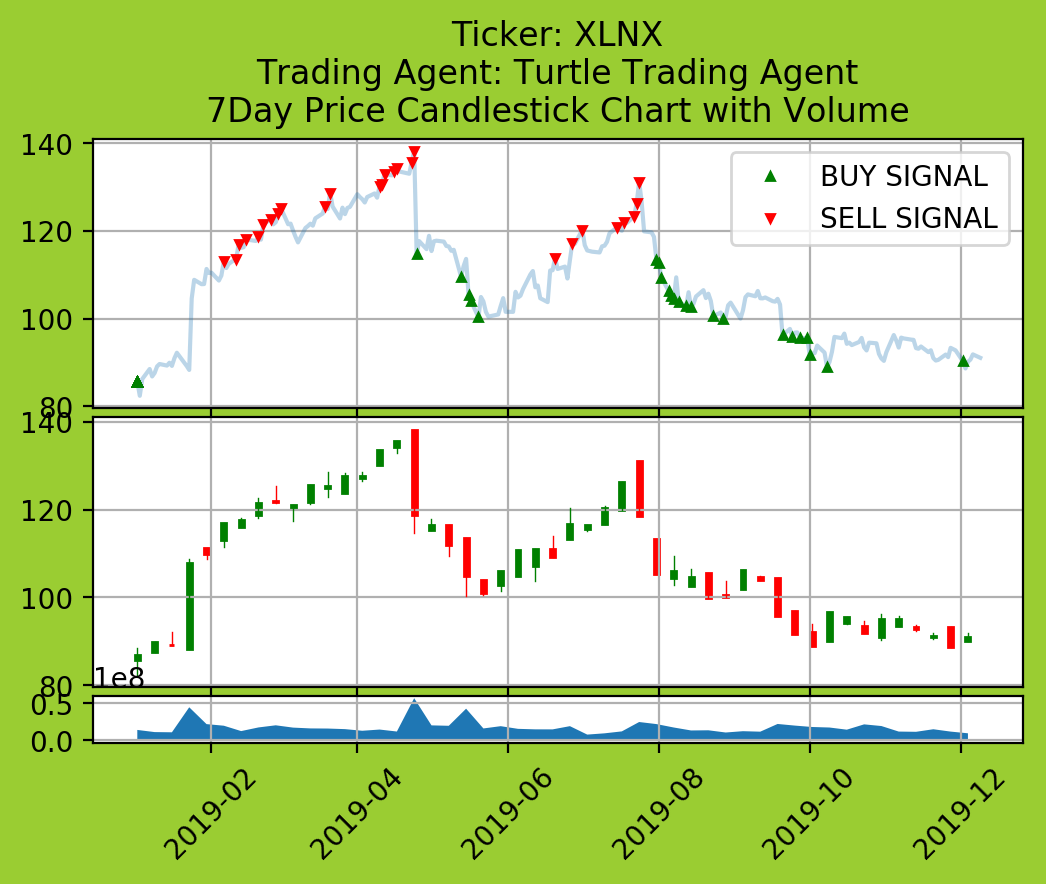 Ticker: XLNX
Trading Agent: Turtle Trading Agent
7Day Price Candlestick Chart with Volume
140
120
100
80
BUY SIGNAL
SELL SIGNAL
140
120
100
80
1e8
0.5
0.0
2019-02
2019-04
2019-06
2019-08
2019-10
2019-12